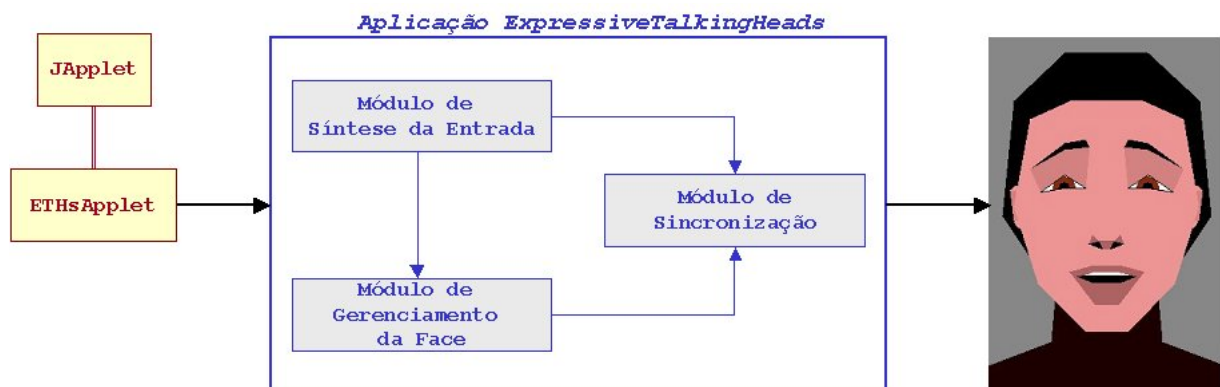 Aplicação ExpressiveTalkingHeads
JApplet
ETHsApplet
Módulo de
Síntese da Entrada
Módulo de
Sincronização
Módulo de
Gerenciamento
da Face